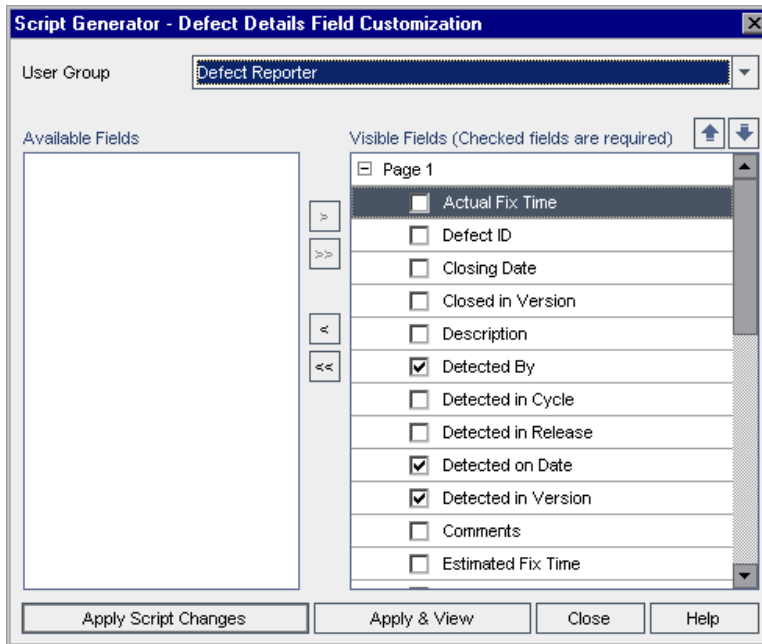 Script Generator - Defect Details Field Customization
User Group
Defect Reporter
Available Fields
Visible Fields (Checked fields are required)
Page 1
Actual Fix Time
Defect ID
>
>>
Closing Date
Closed in Version
<
Description
<<
Detected By
Detected in Cycle
Detected in Release
Detected on Date
Detected in Version
Comments
Estimated Fix Time
Apply Script Changes
Apply & View
Close
Help